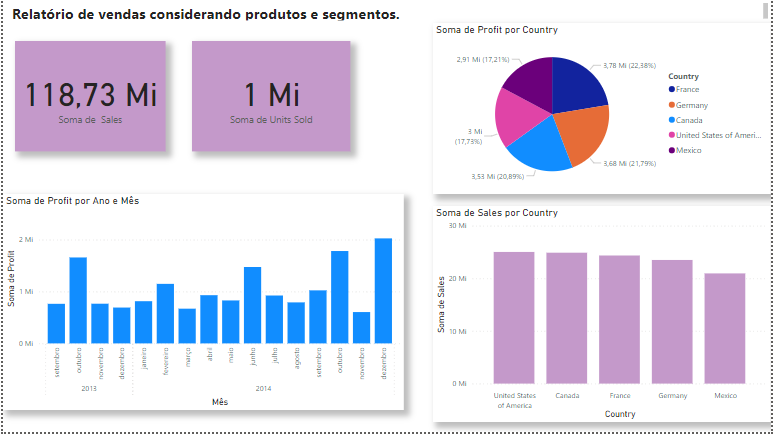 Relatório de vendas considerando produtos e segmentos.
118,73 Mi
Soma de Sales
1 Mi
Soma de Units Sold
Soma de Profit por Country
2,91 Mi (17,21%)
3,78 Mi (22,38%)
3 Mi
(17,73%)
3,53 Mi (20,89%)
3,68 Mi (21,79%)
Country
France
Germany
Canada
United States of Ameri...
Mexico
Soma de Profit por Ano e Mês
Soma de Profit
2 Mi
1 Mi
0 Mi
setembro
outubro
novembro
dezembro
janeiro
fevereiro
março
abril
maio
junho
julho
agosto
setembro
outubro
novembro
dezembro
2013
2014
Mês
Soma de Sales por Country
Soma de Sales
30 Mi
20 Mi
10 Mi
0 Mi
United States
of America
Canada
France
Germany
Mexico
Country